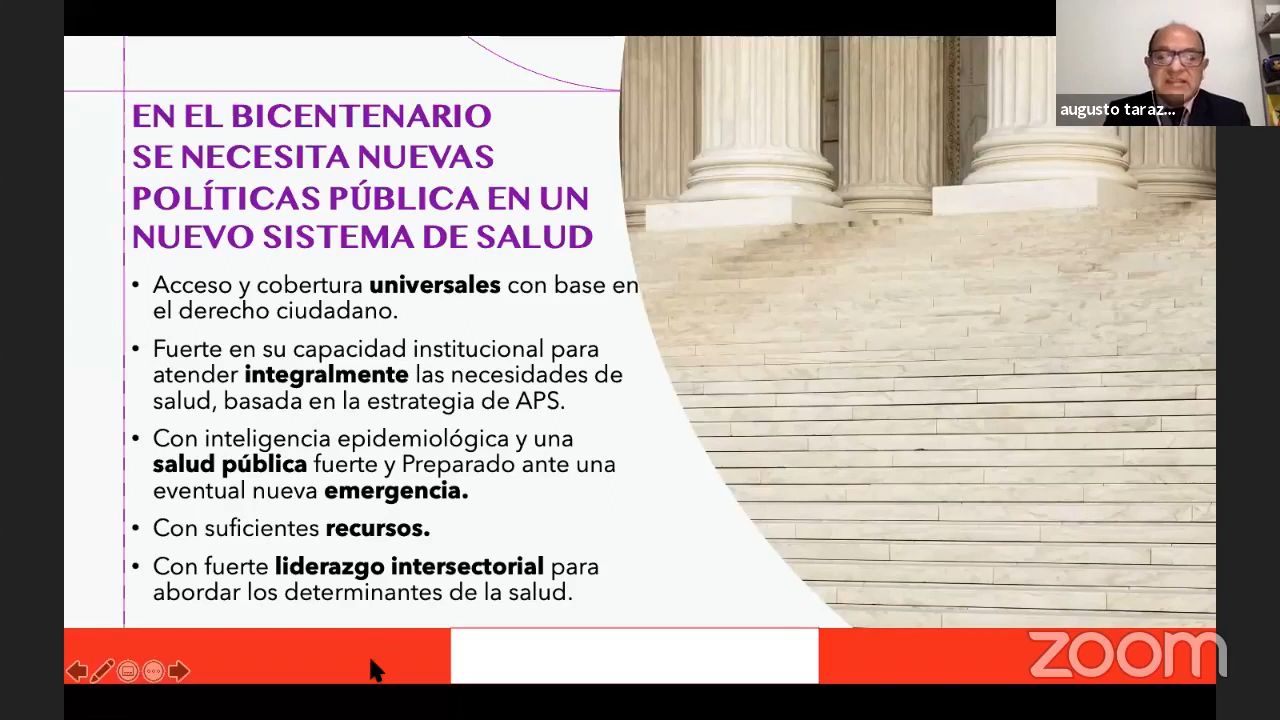 EN EL BICENTENARIO
SE NECESITA NUEVAS
POLÍTICAS PÚBLICA EN UN
NUEVO SISTEMA DE SALUD
• Acceso y cobertura universales con base en
el derecho ciudadano.
• Fuerte en su capacidad institucional para
atender integralmente las necesidades de
salud, basada en la estrategia de APS.
• Con inteligencia epidemiológica y una
salud pública fuerte y Preparado ante una
eventual nueva emergencia.
• Con suficientes recursos.
• Con fuerte liderazgo intersectorial para
abordar los determinantes de la salud.
augusto taraz...
zoom